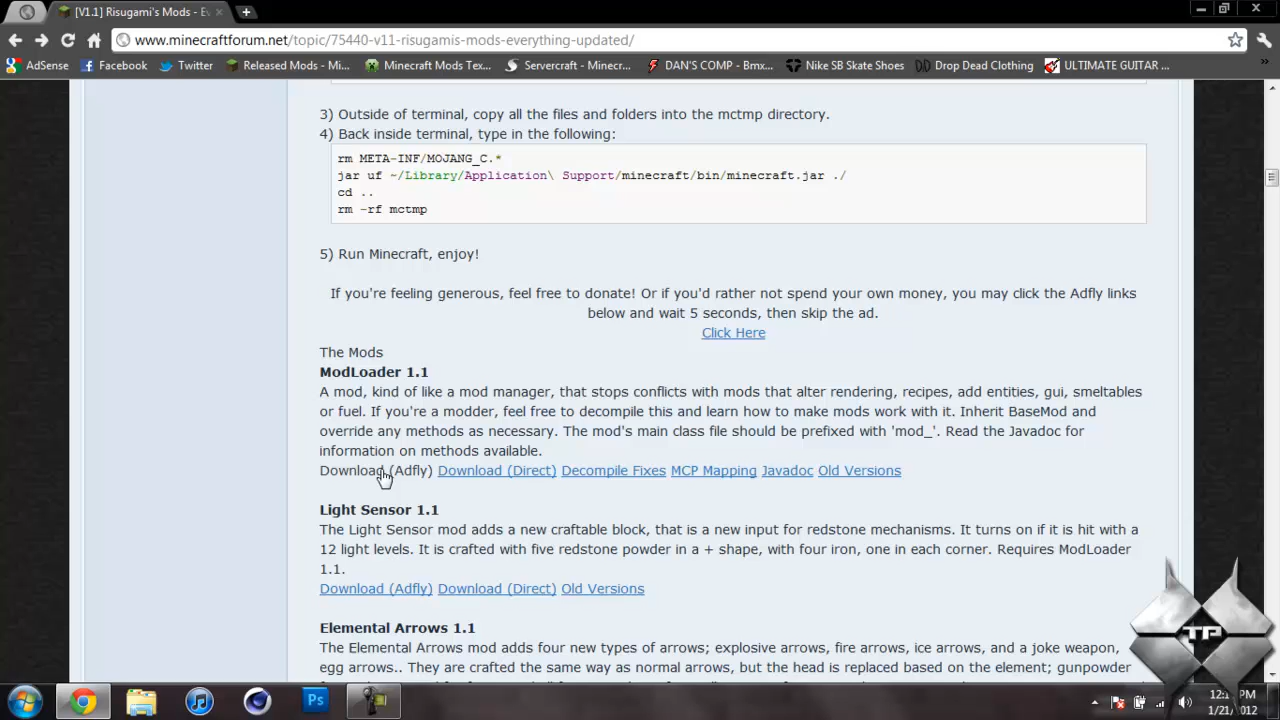 [V1.1] Risugami's Mods - Ev
www.minecraftforum.net/topic/75440-v11-risugamis-mods-everything-updated/
AdSense Facebook Twitter Released Mods - Mi... Minecraft Mods Tex... Servercraft - Minecr... DAN'S COMP - Bmx... Nike SB Skate Shoes Drop Dead Clothing ULTIMATE GUITAR ...
3) Outside of terminal, copy all the files and folders into the mctmp directory.
4) Back inside terminal, type in the following:
rm META-INF/MOJANG_C.*
jar uf ~/Library/Application\ Support/minecraft/bin/minecraft.jar ./
cd ..
rm -rf mctmp
5) Run Minecraft, enjoy!
If you're feeling generous, feel free to donate! Or if you'd rather not spend your own money, you may click the Adfly links
below and wait 5 seconds, then skip the ad.
Click Here
The Mods
ModLoader 1.1
A mod, kind of like a mod manager, that stops conflicts with mods that alter rendering, recipes, add entities, gui, smeltables
or fuel. If you're a modder, feel free to decompile this and learn how to make mods work with it. Inherit BaseMod and
override any methods as necessary. The mod's main class file should be prefixed with 'mod_'. Read the Javadoc for
information on methods available.
Download (Adfly) Download (Direct) Decompile Fixes MCP Mapping Javadoc Old Versions
Light Sensor 1.1
The Light Sensor mod adds a new craftable block, that is a new input for redstone mechanisms. It turns on if it is hit with a
12 light levels. It is crafted with five redstone powder in a + shape, with four iron, one in each corner. Requires ModLoader
1.1.
Download (Adfly) Download (Direct) Old Versions
Elemental Arrows 1.1
The Elemental Arrows mod adds four new types of arrows; explosive arrows, fire arrows, ice arrows, and a joke weapon,
egg arrows.. They are crafted the same way as normal arrows, but the head is replaced based on the element; gunpowder
TP
Ps
1/21/2012